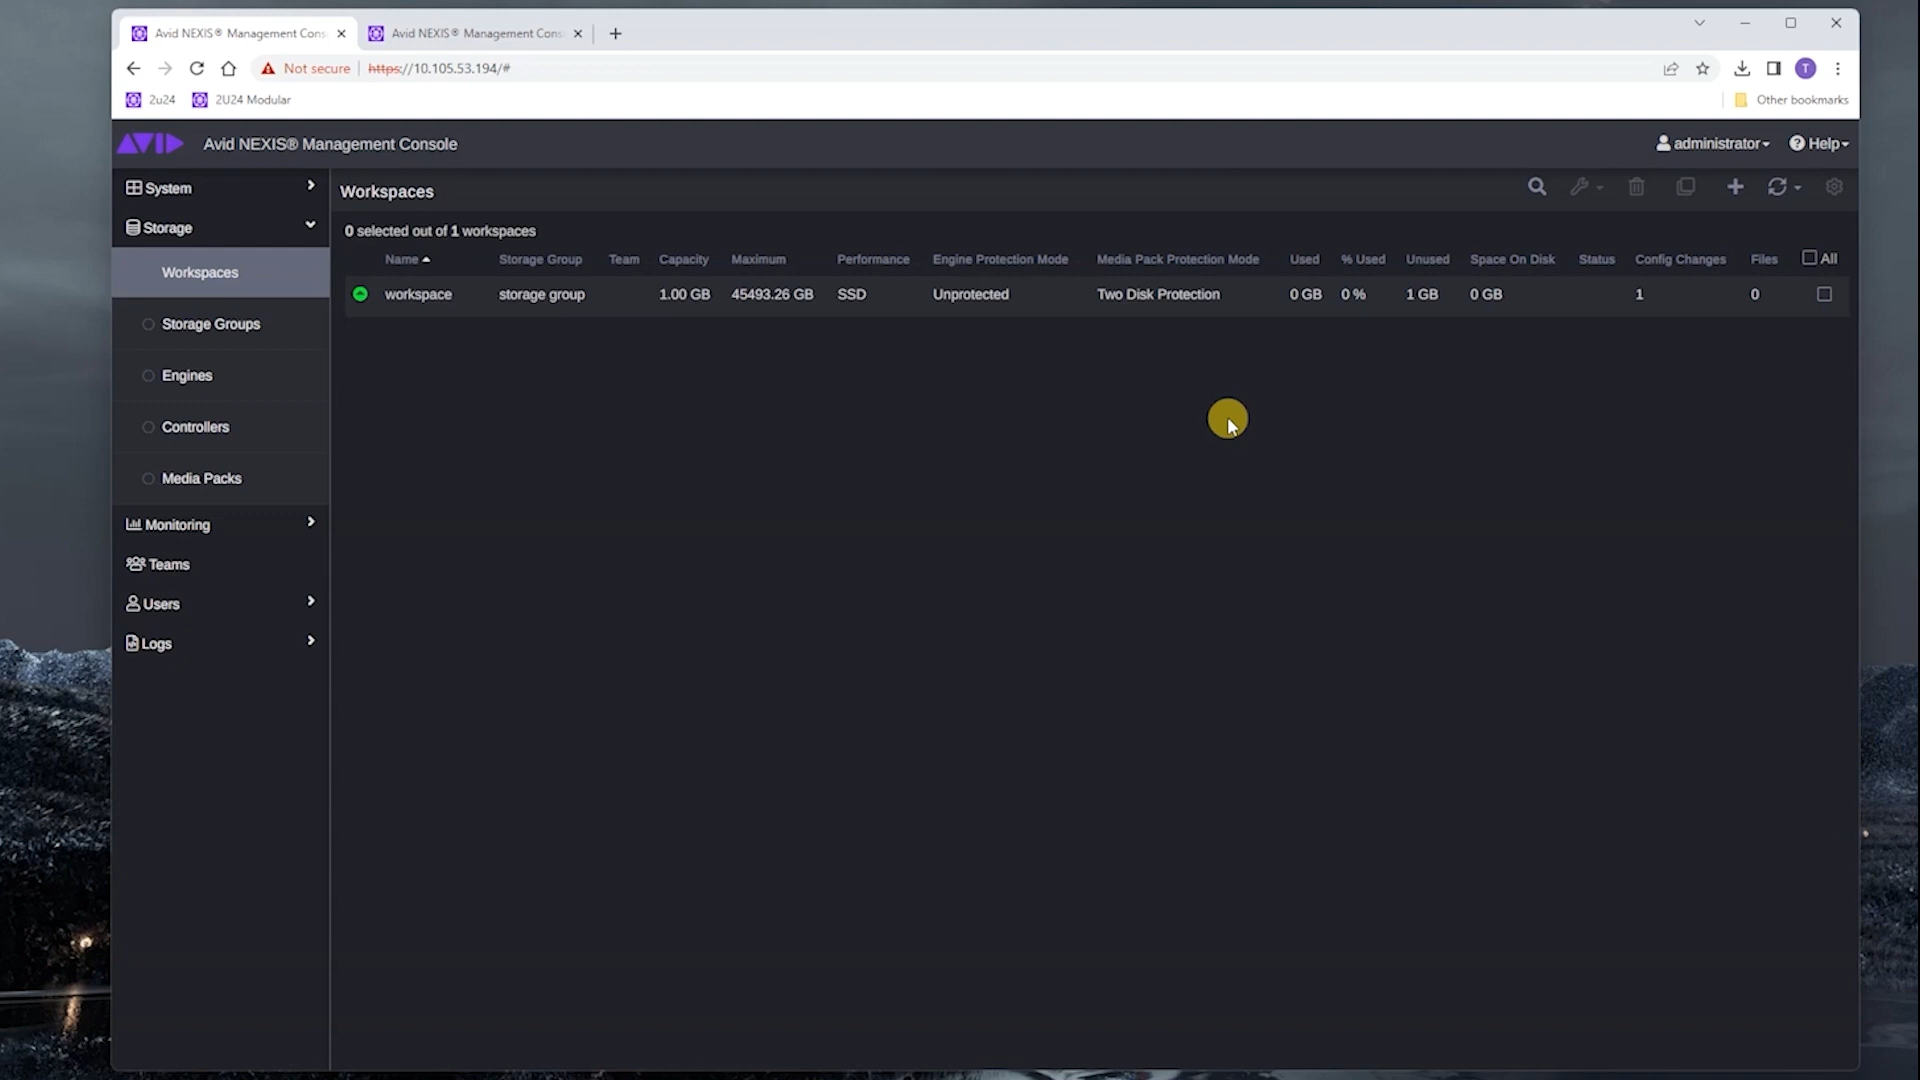 Avid NEXIS® Management Cons
Avid NEXIS® Management Cons
Not secure
https://10.105.53.194/#
T
2u24
2U24 Modular
Other bookmarks
AVID
Avid NEXIS® Management Console
administrator
Help
System
Storage
Workspaces
Storage Groups
Engines
Controllers
Media Packs
Monitoring
Teams
Users
Logs
Workspaces
0 selected out of 1 workspaces
Name Storage Group Team Capacity Maximum Performance Engine Protection Mode Media Pack Protection Mode Used % Used Unused Space On Disk Status Config Changes Files All
workspace storage group 1.00 GB 45493.26 GB SSD Unprotected Two Disk Protection 0 GB 0 % 1 GB 0 GB 1 0